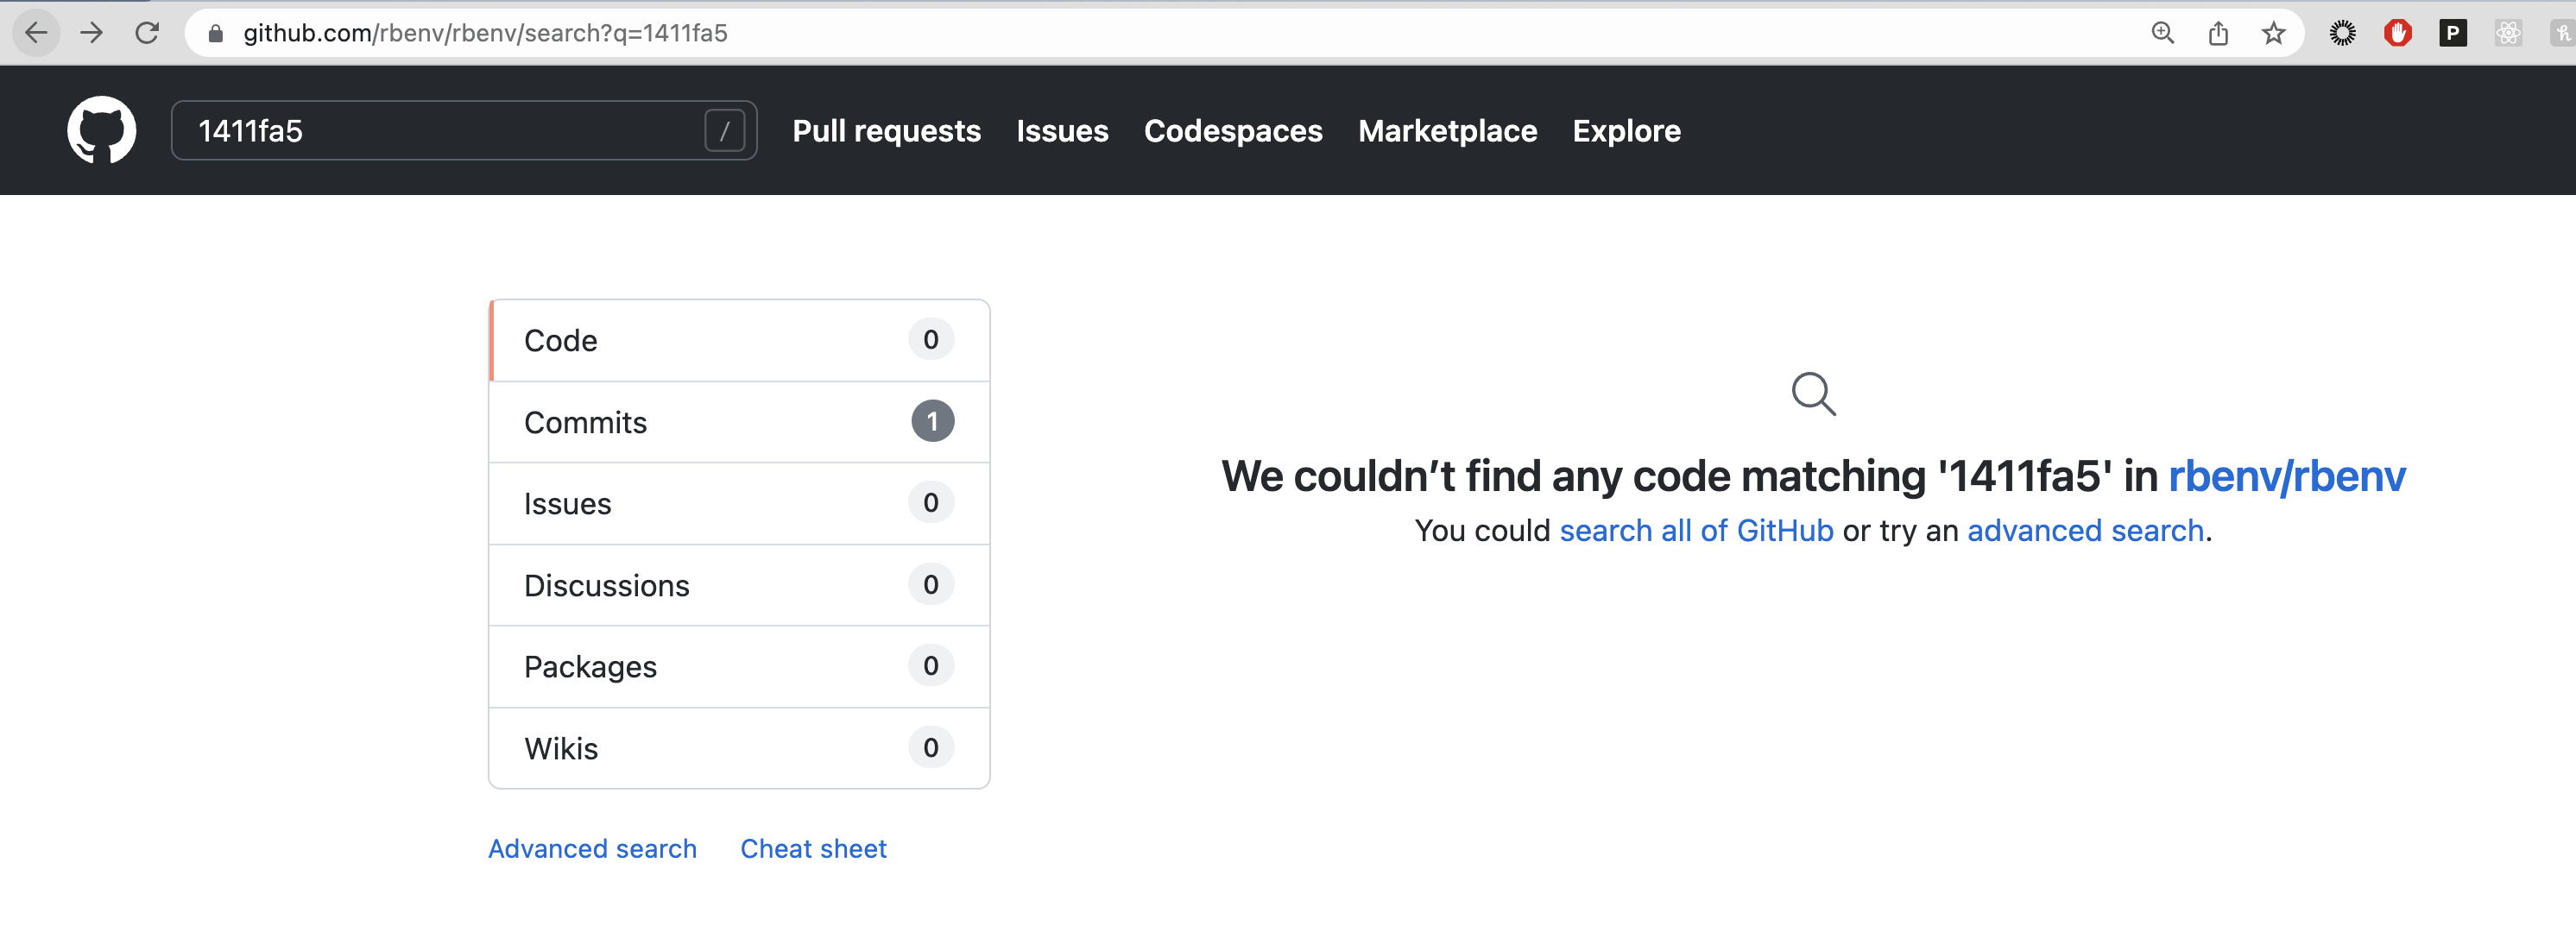 github.com/rbenv/rbenv/search?q=1411fa5
P
1411fa5 / Pull requests Issues Codespaces Marketplace Explore
Code 0
Commits 1
Issues 0
Discussions 0
Packages 0
Wikis 0
Advanced search Cheat sheet
We couldn’t find any code matching '1411fa5' in rbenv/rbenv
You could search all of GitHub or try an advanced search.